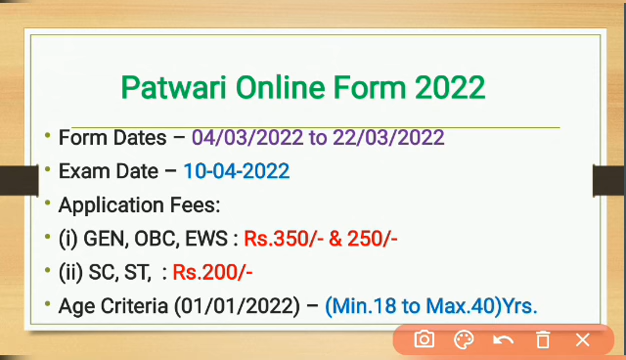 Patwari Online Form 2022
• Form Dates – 04/03/2022 to 22/03/2022
• Exam Date – 10-04-2022
• Application Fees:
• (i) GEN, OBC, EWS : Rs.350/- & 250/-
• (ii) SC, ST, : Rs.200/-
• Age Criteria (01/01/2022) – (Min.18 to Max.40)Yrs.